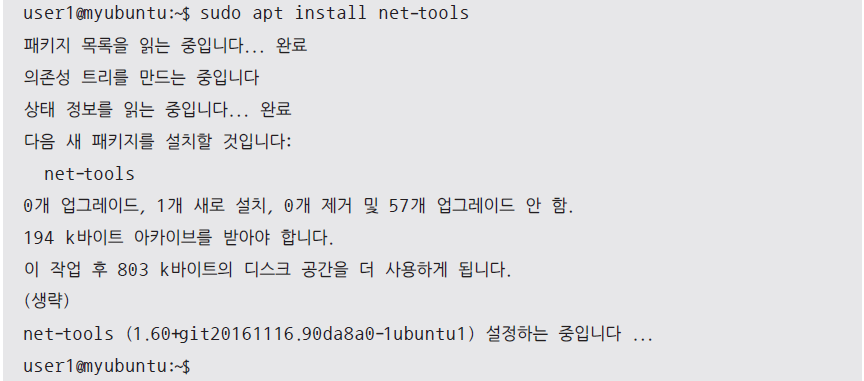 user1@myubuntu:~$ sudo apt install net-tools
패키지 목록을 읽는 중입니다... 완료
의존성 트리를 만드는 중입니다
상태 정보를 읽는 중입니다... 완료
다음 새 패키지를 설치할 것입니다:
net-tools
0개 업그레이드, 1개 새로 설치, 0개 제거 및 57개 업그레이드 안 함.
194 k바이트 아카이브를 받아야 합니다.
이 작업 후 803 k바이트의 디스크 공간을 더 사용하게 됩니다.
(생략)
net-tools (1.60+git20161116.90da8a0-1ubuntu1) 설정하는 중입니다 ...
user1@myubuntu:~$